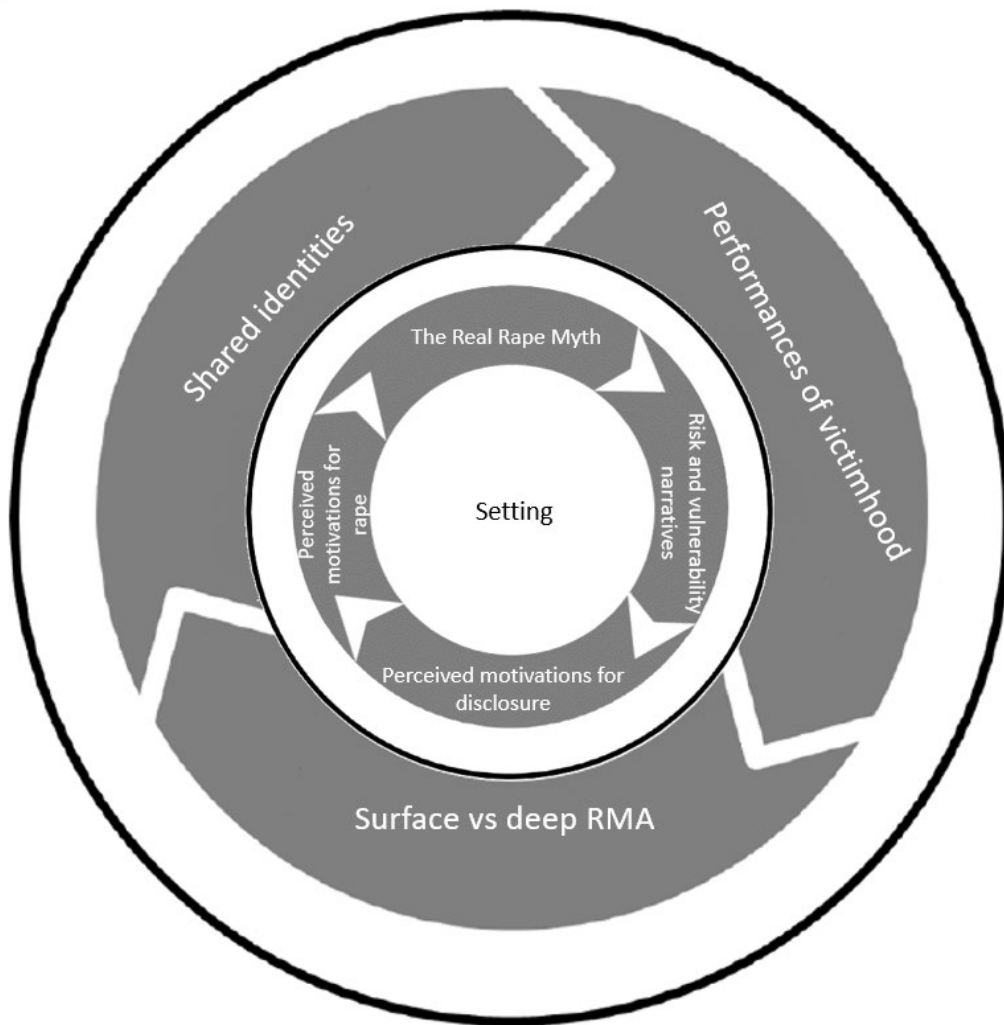 Shared identities
Performances of victimhood
The Real Rape Myth
Perceived
motivations for
rape
Setting
Risk and vulnerability
narratives
Perceived motivations for
disclosure
Surface vs deep RMA